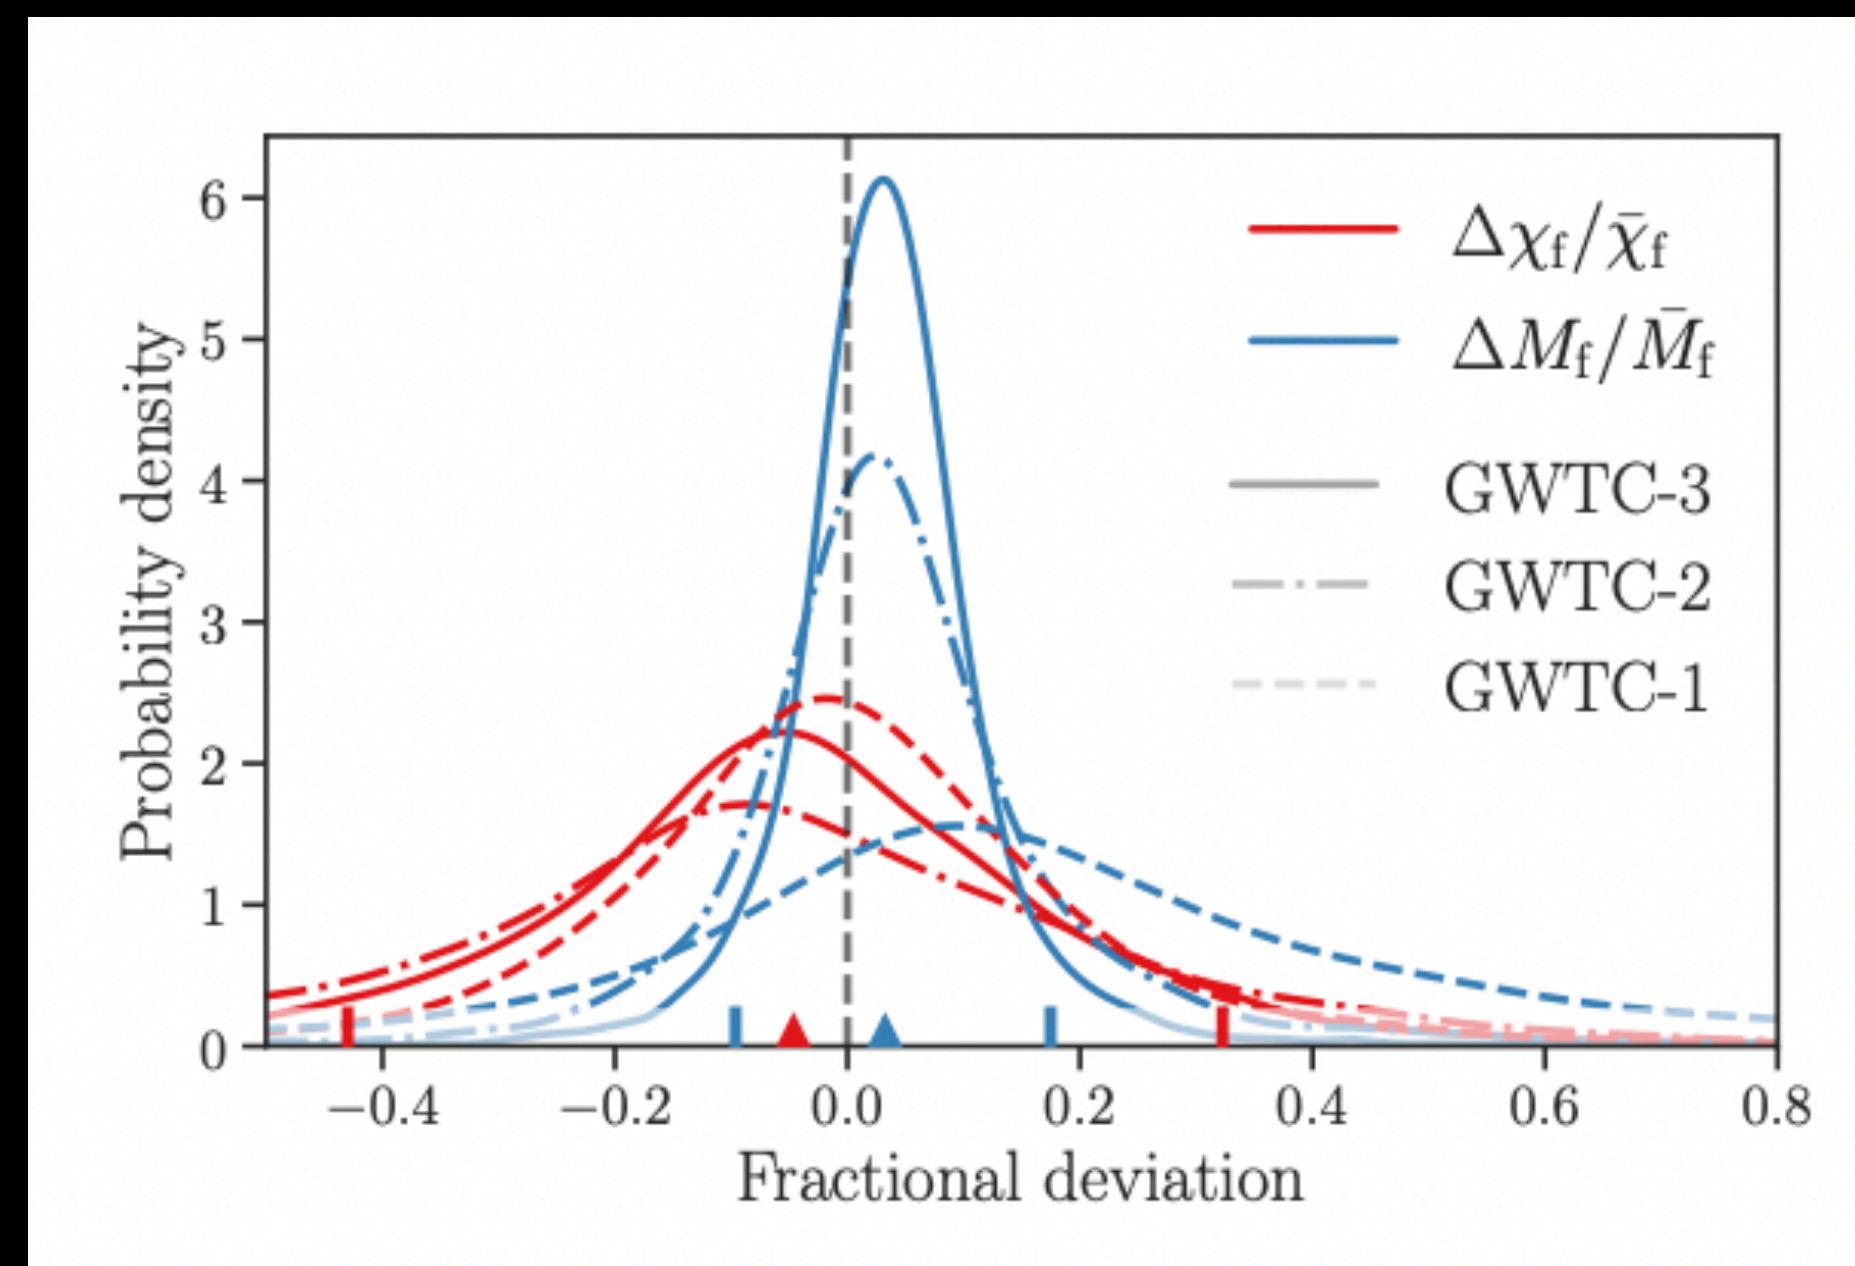 6
5
4
3
2
1
0
Probability density
Δχf/χ̄f
ΔMf/M̄f
GWTC-3
GWTC-2
GWTC-1
−0.4 −0.2 0.0 0.2 0.4 0.6 0.8
Fractional deviation